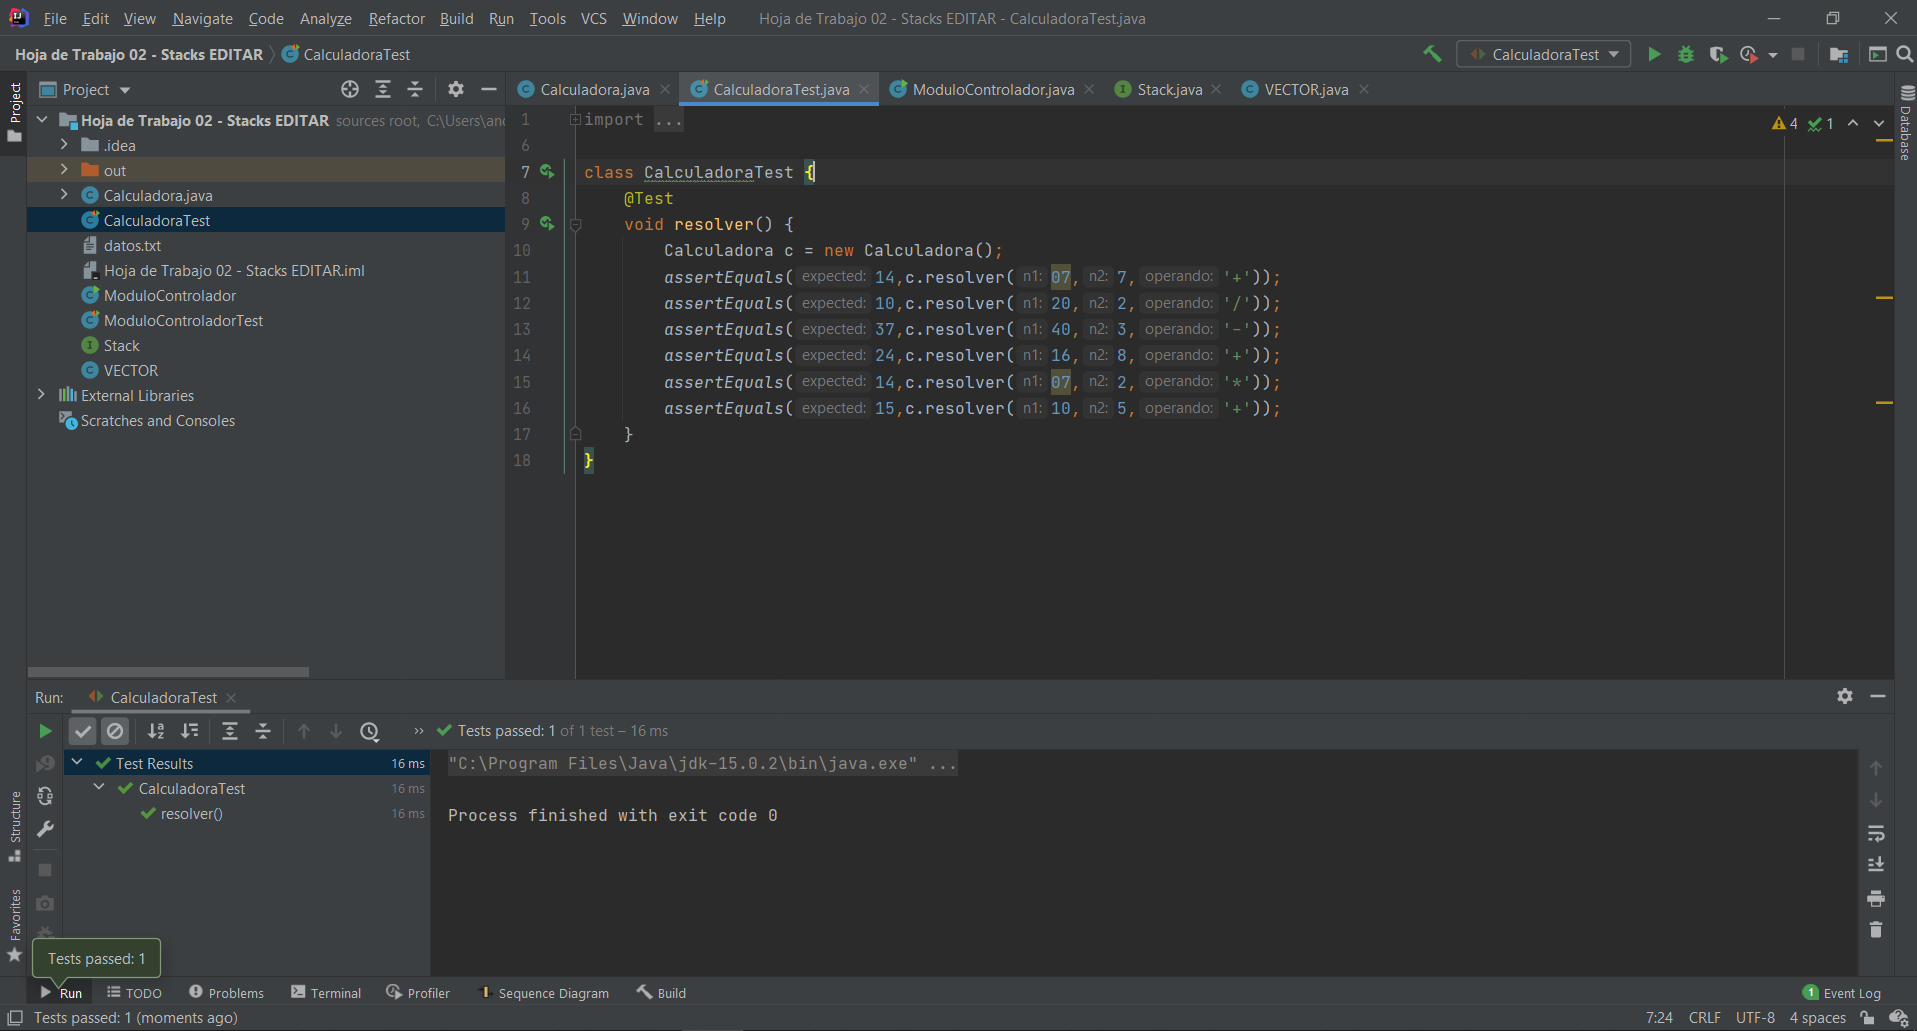 File Edit View Navigate Code Analyze Refactor Build Run Tools VCS Window Help Hoja de Trabajo 02 - Stacks EDITAR - CalculadoraTest.java
Hoja de Trabajo 02 - Stacks EDITAR CalculadoraTest
CalculadoraTest
Project
Project
Calculadora.java CalculadoraTest.java ModuloControlador.java Stack.java VECTOR.java
Database
Hoja de Trabajo 02 - Stacks EDITAR sources root, C:\Users\and
.idea
out
Calculadora.java
CalculadoraTest
datos.txt
Hoja de Trabajo 02 - Stacks EDITAR.iml
ModuloControlador
ModuloControladorTest
Stack
VECTOR
External Libraries
Scratches and Consoles
4 1
1 import ...
6
7 class CalculadoraTest {
8 @Test
9 void resolver() {
10 Calculadora c = new Calculadora();
11 assertEquals( expected: 14,c.resolver( n1: 07, n2: 7, operando: '+'));
12 assertEquals( expected: 10,c.resolver( n1: 20, n2: 2, operando: '/'));
13 assertEquals( expected: 37,c.resolver( n1: 40, n2: 3, operando: '-'));
14 assertEquals( expected: 24,c.resolver( n1: 16, n2: 8, operando: '+'));
15 assertEquals( expected: 14,c.resolver( n1: 07, n2: 2, operando: '*'));
16 assertEquals( expected: 15,c.resolver( n1: 10, n2: 5, operando: '+'));
17 }
18 }
Run: CalculadoraTest
Tests passed: 1 of 1 test – 16 ms
Test Results 16 ms
CalculadoraTest 16 ms
resolver() 16 ms
"C:\Program Files\Java\jdk-15.0.2\bin\java.exe" ...
Process finished with exit code 0
Structure
Favorites
Tests passed: 1
Run TODO Problems Terminal Profiler Sequence Diagram Build 1 Event Log
Tests passed: 1 (moments ago) 7:24 CRLF UTF-8 4 spaces